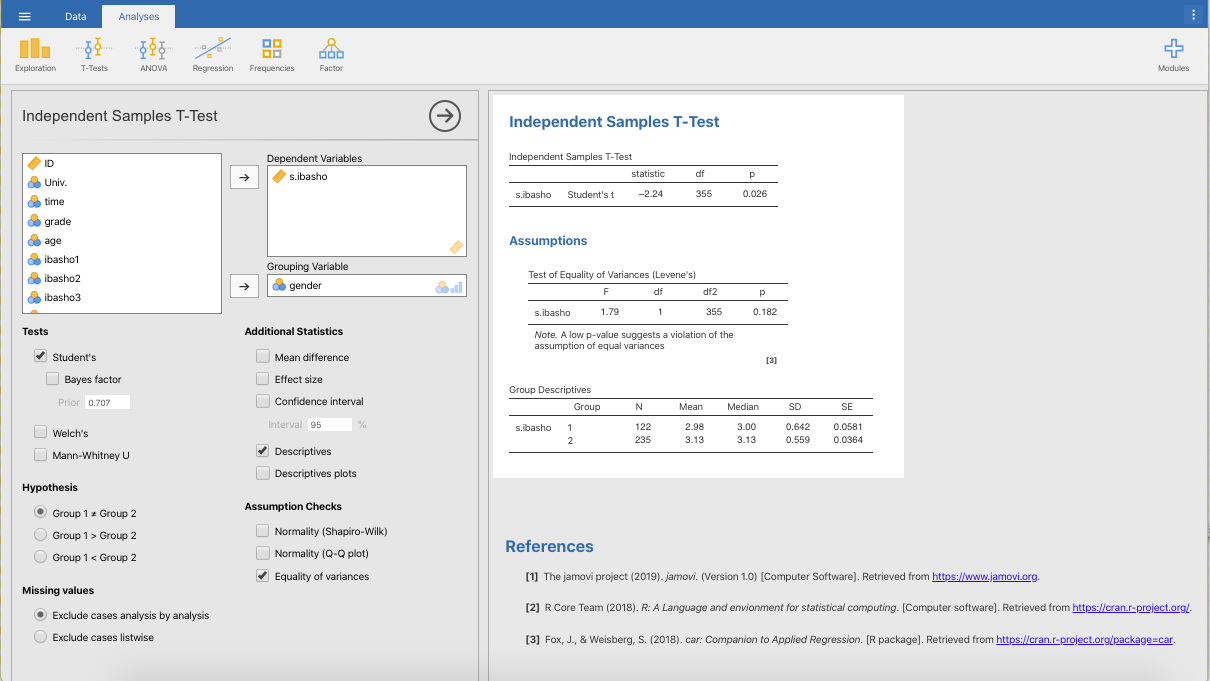 Data
Analyses
Exploration
T-Tests
ANOVA
Regression
Frequencies
Factor
Modules
Independent Samples T-Test
ID
Univ.
time
grade
age
ibasho1
ibasho2
ibasho3
Dependent Variables
s.ibasho
Grouping Variable
gender
Tests
Student's
Bayes factor
Prior 0.707
Welch's
Mann-Whitney U
Hypothesis
Group 1 ≠ Group 2
Group 1 > Group 2
Group 1 < Group 2
Missing values
Exclude cases analysis by analysis
Exclude cases listwise
Additional Statistics
Mean difference
Effect size
Confidence interval
Interval 95 %
Descriptives
Descriptives plots
Assumption Checks
Normality (Shapiro-Wilk)
Normality (Q-Q plot)
Equality of variances
Independent Samples T-Test
Independent Samples T-Test
statistic df p
s.ibasho Student's t −2.24 355 0.026
Assumptions
Test of Equality of Variances (Levene's)
F df df2 p
s.ibasho 1.79 1 355 0.182
Note. A low p-value suggests a violation of the
assumption of equal variances
[3]
Group Descriptives
Group N Mean Median SD SE
s.ibasho 1 122 2.98 3.00 0.642 0.0581
2 235 3.13 3.13 0.559 0.0364
References
[1] The jamovi project (2019). jamovi. (Version 1.0) [Computer Software]. Retrieved from https://www.jamovi.org.
[2] R Core Team (2018). R: A Language and envionment for statistical computing. [Computer software]. Retrieved from https://cran.r-project.org/.
[3] Fox, J., & Weisberg, S. (2018). car: Companion to Applied Regression. [R package]. Retrieved from https://cran.r-project.org/package=car.